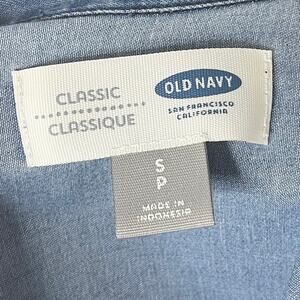 CLASSIC
CLASSIQUE
OLD NAVY
SAN FRANCISCO
CALIFORNIA
S
P
MADE IN
INDONESIA